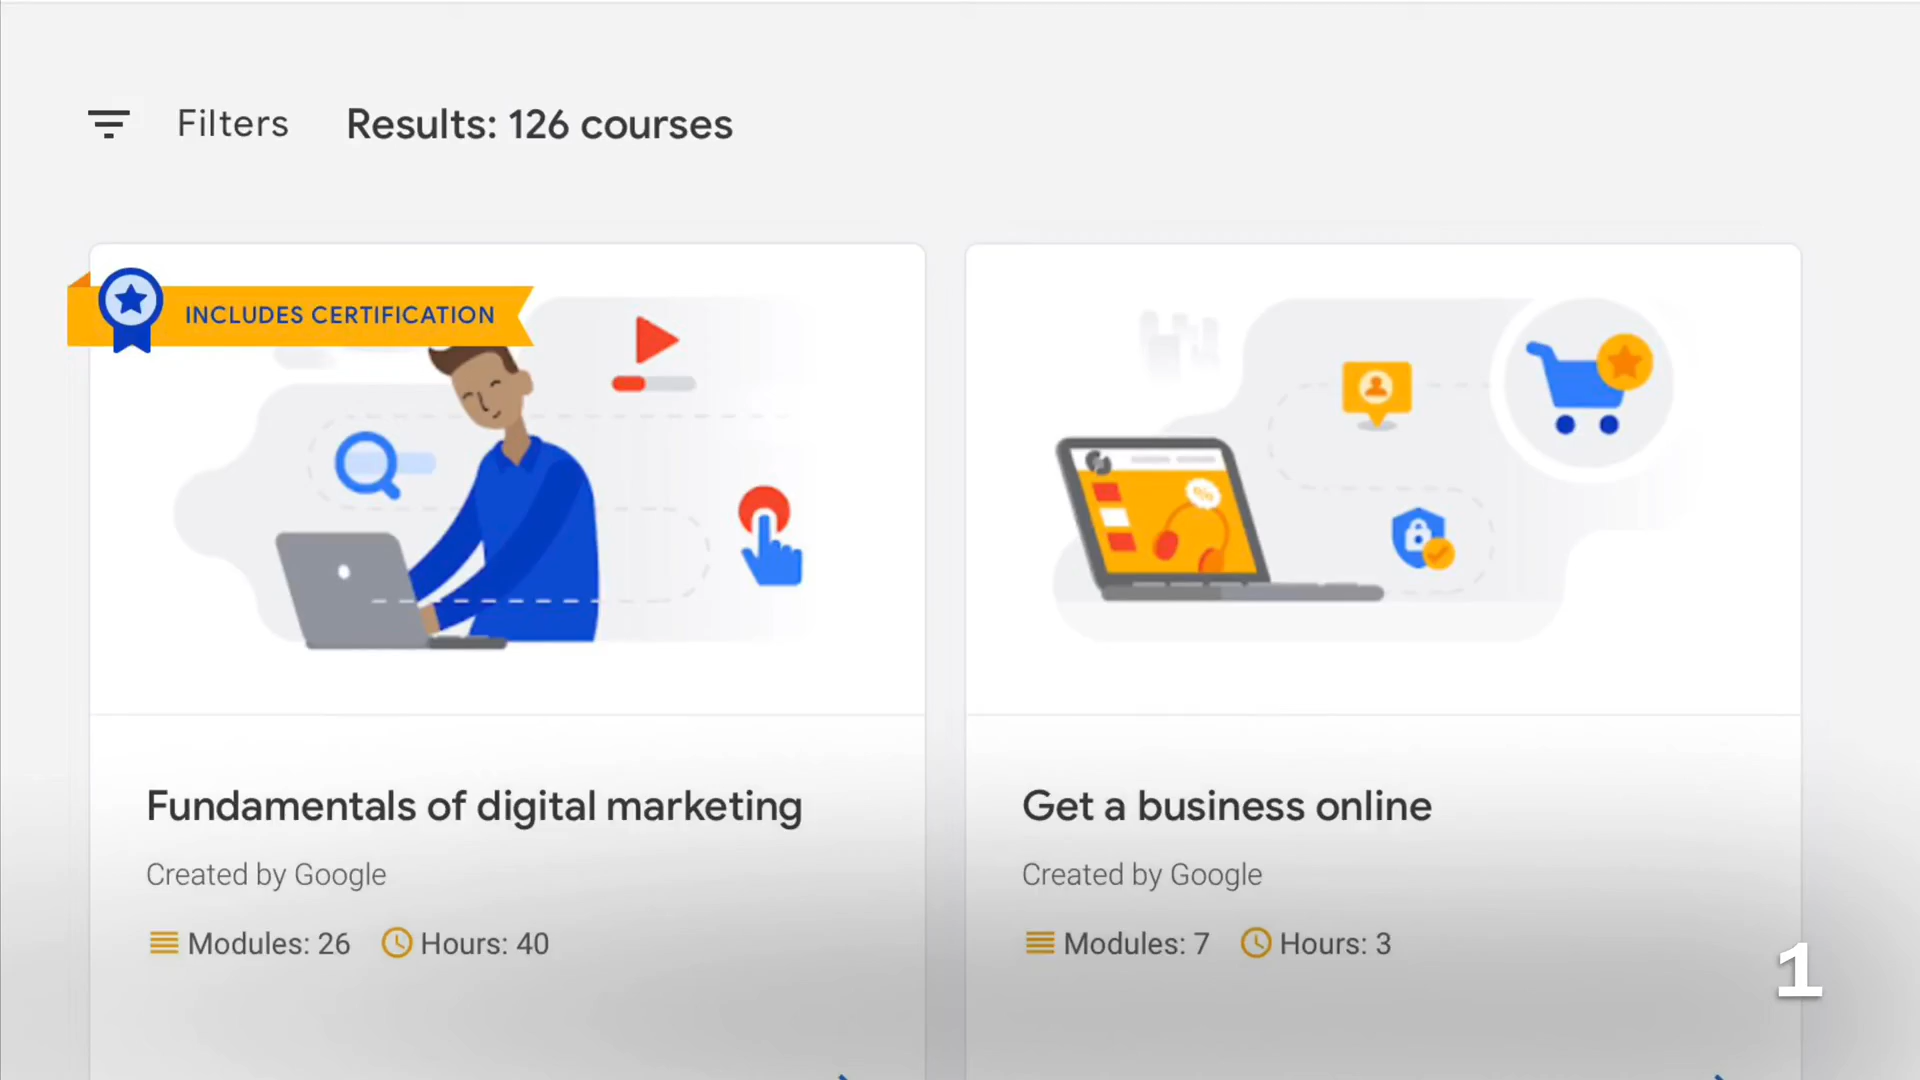 Filters
Results: 126 courses
INCLUDES CERTIFICATION
Fundamentals of digital marketing
Created by Google
Modules: 26
Hours: 40
Get a business online
Created by Google
Modules: 7
Hours: 3
1